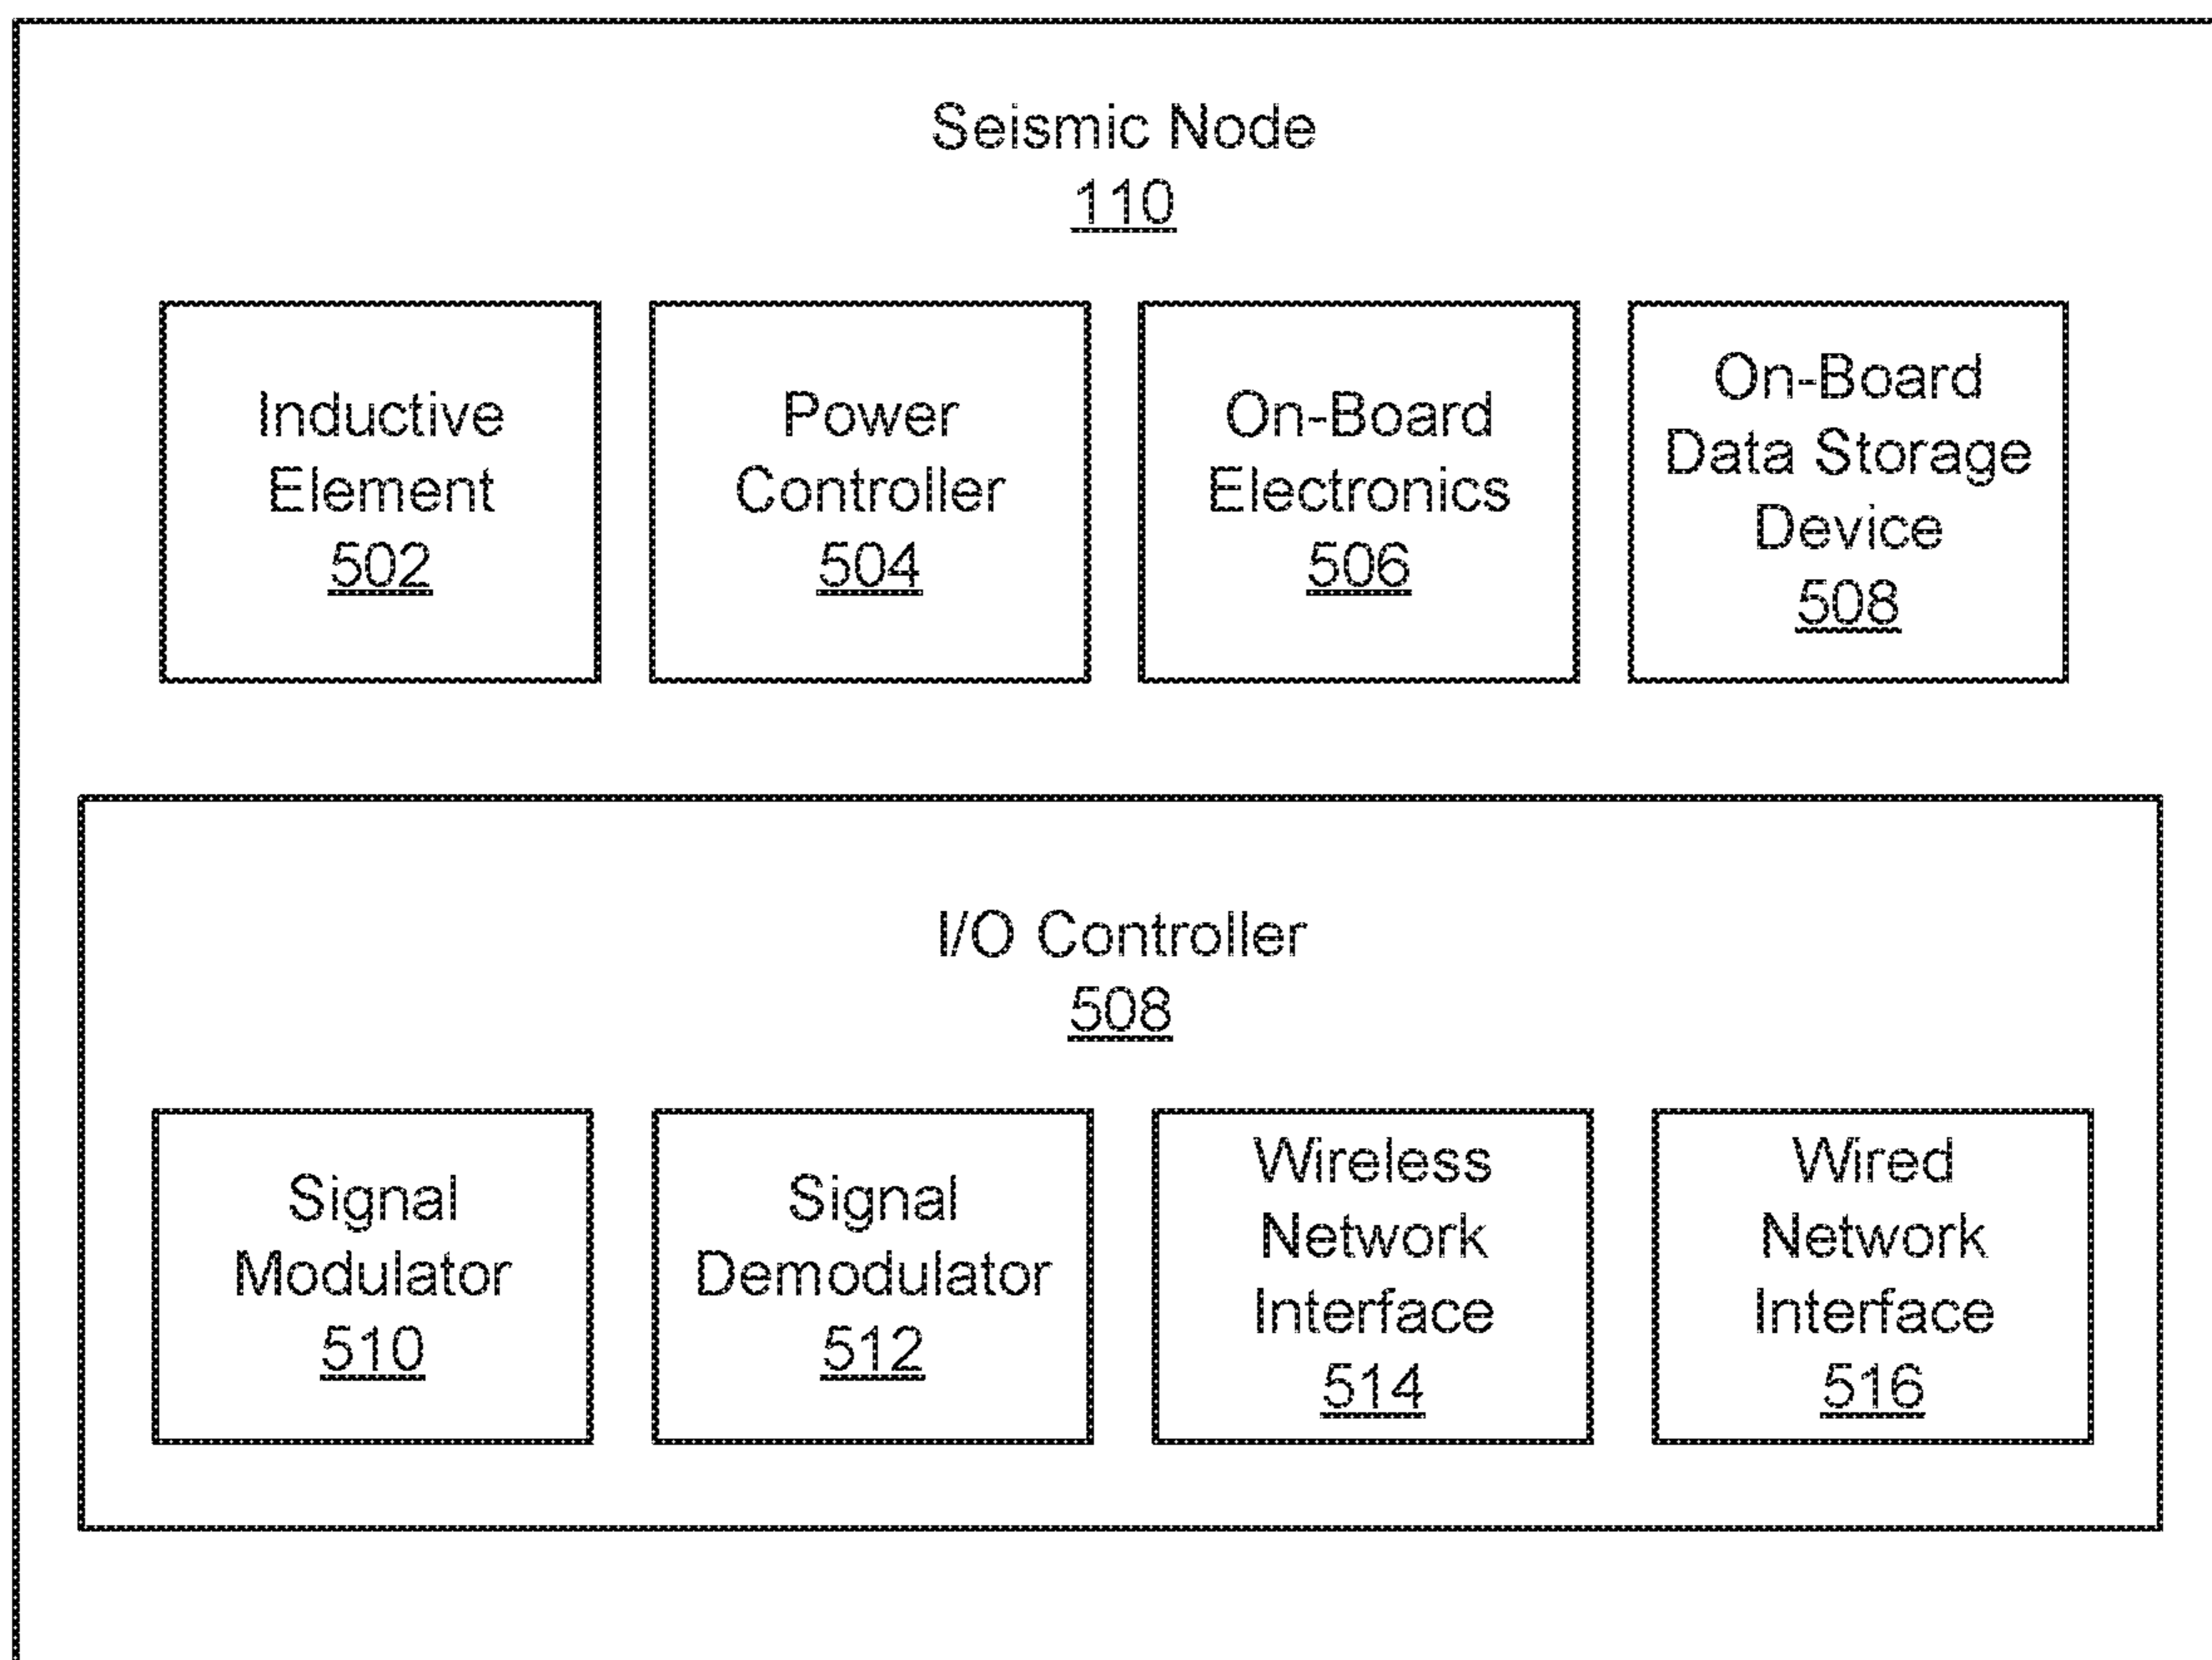 Seismic Node
110
Inductive
Element
502
Power
Controller
504
On-Board
Electronics
506
On-Board
Data Storage
Device
508
I/O Controller
508
Signal
Modulator
510
Signal
Demodulator
512
Wireless
Network
Interface
514
Wired
Network
Interface
516